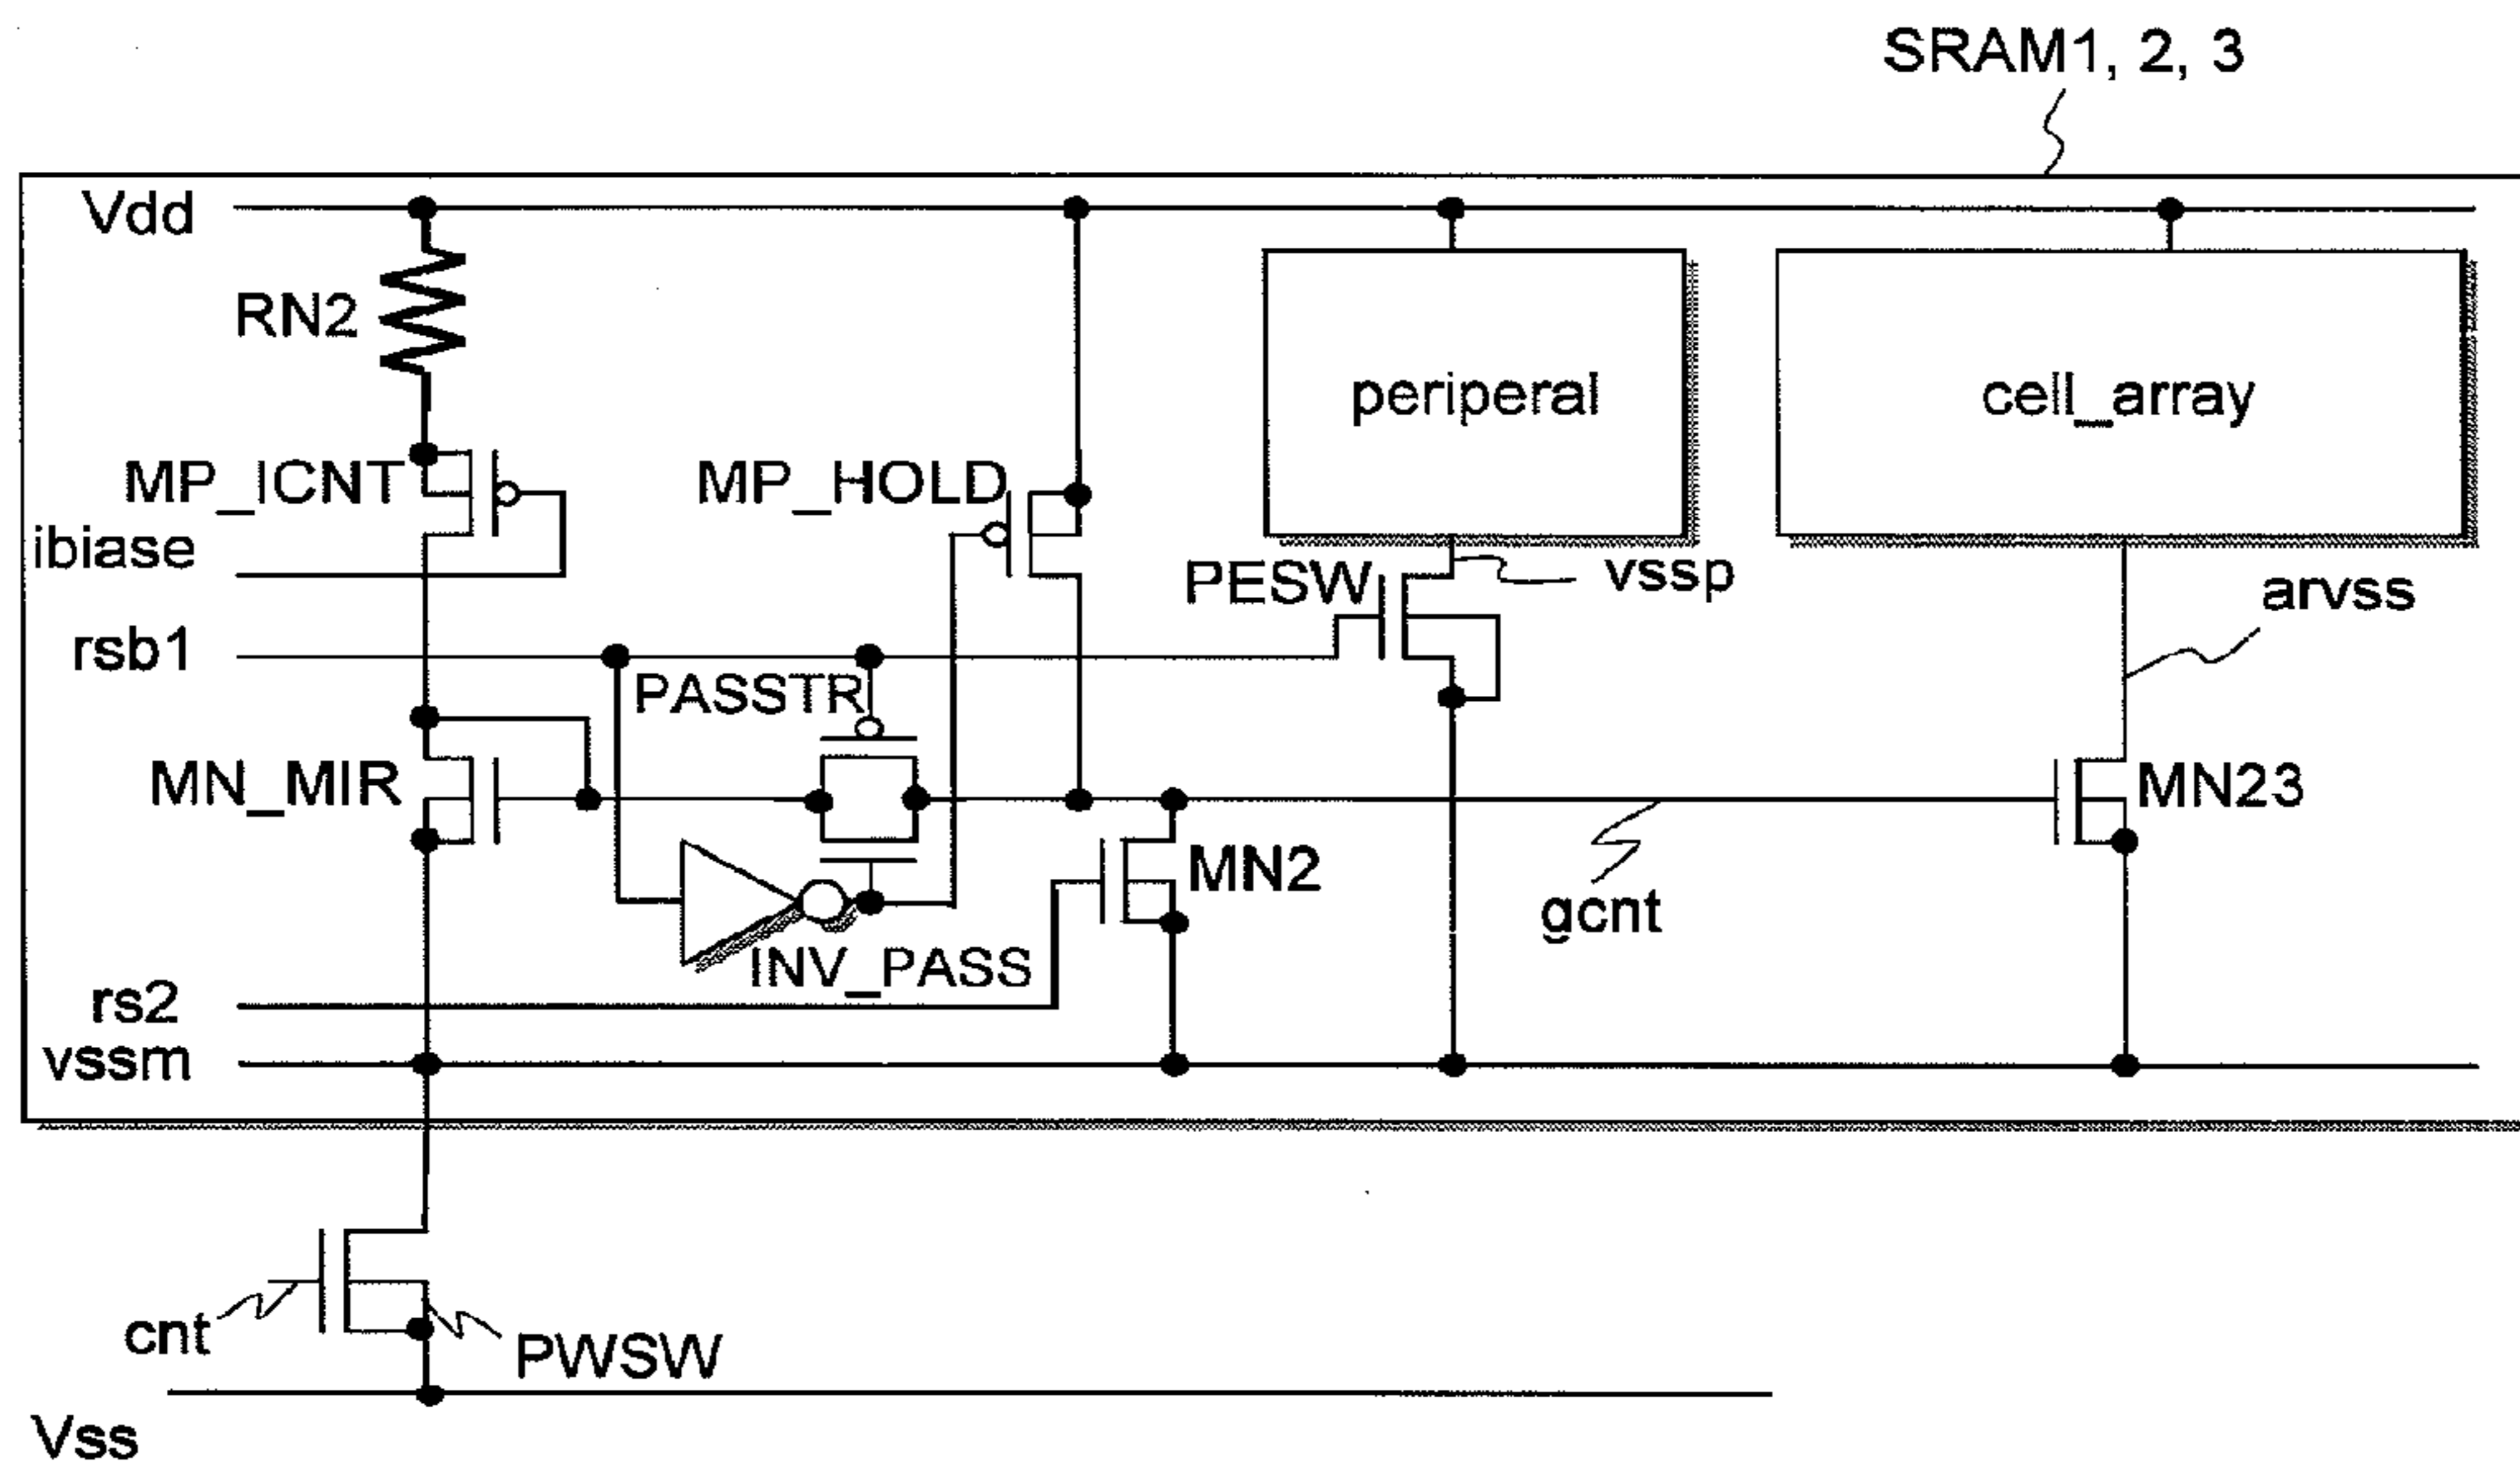 SRAM1, 2, 3
Vdd
RN2
periperal
cell_array
MP_ICNT
MP_HOLD
ibiase
PESW
vssp
arvss
rsb1
PASSTR
MN_MIR
MN23
MN2
gcnt
INV_PASS
rs2
vssm
cnt
PWSW
Vss